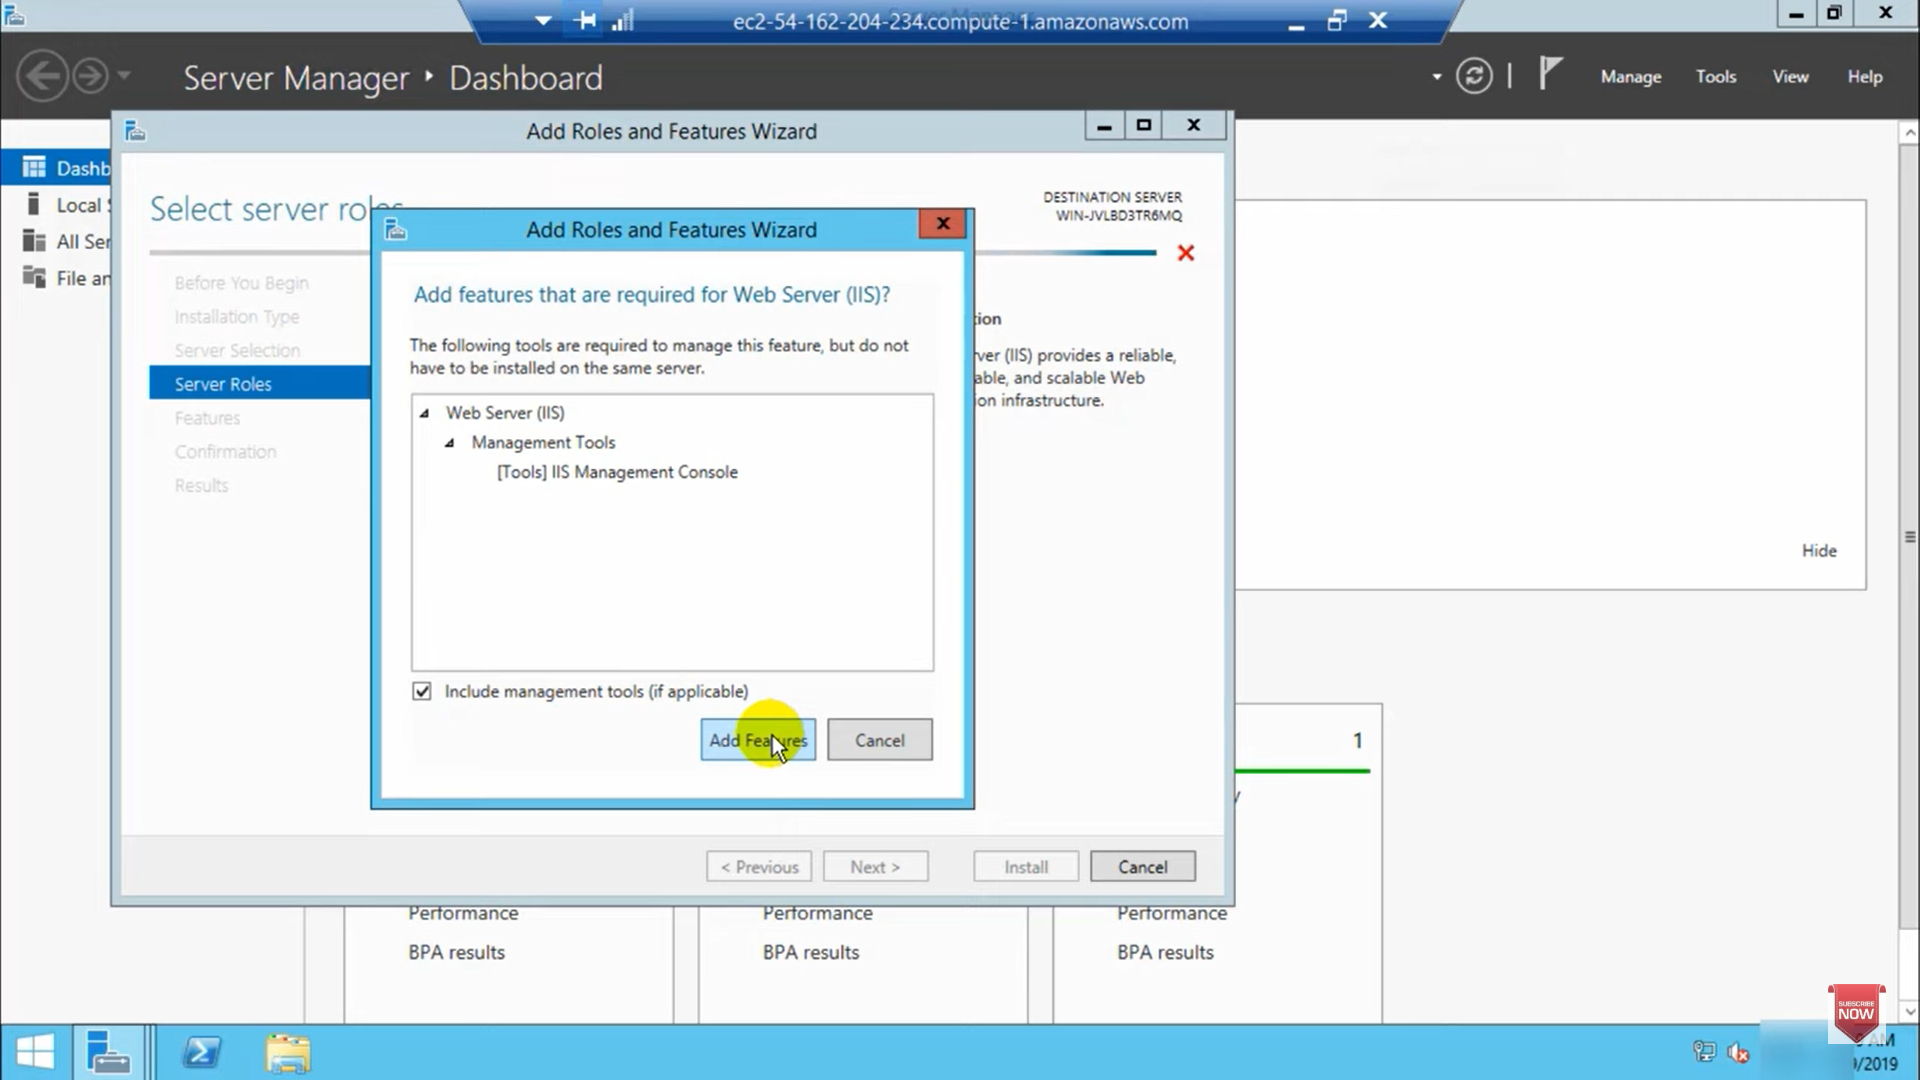 ec2-54-162-204-234.compute-1.amazonaws.com
Server Manager
Dashboard
Manage
Tools
View
Help
Add Roles and Features Wizard
Dashb
Local
All Ser
File an
Select server roles
DESTINATION SERVER
WIN-JVLBD3TR6MQ
Before You Begin
Installation Type
Server Selection
Server Roles
Features
Confirmation
Results
Add Roles and Features Wizard
Add features that are required for Web Server (IIS)?
The following tools are required to manage this feature, but do not
have to be installed on the same server.
Web Server (IIS)
Management Tools
[Tools] IIS Management Console
Include management tools (if applicable)
Add Features
Cancel
tion
ver (IIS) provides a reliable,
able, and scalable Web
ion infrastructure.
< Previous
Next >
Install
Cancel
Hide
1
Performance
BPA results
Performance
BPA results
Performance
BPA results
SUBSCRIBE
NOW
AM
/2019